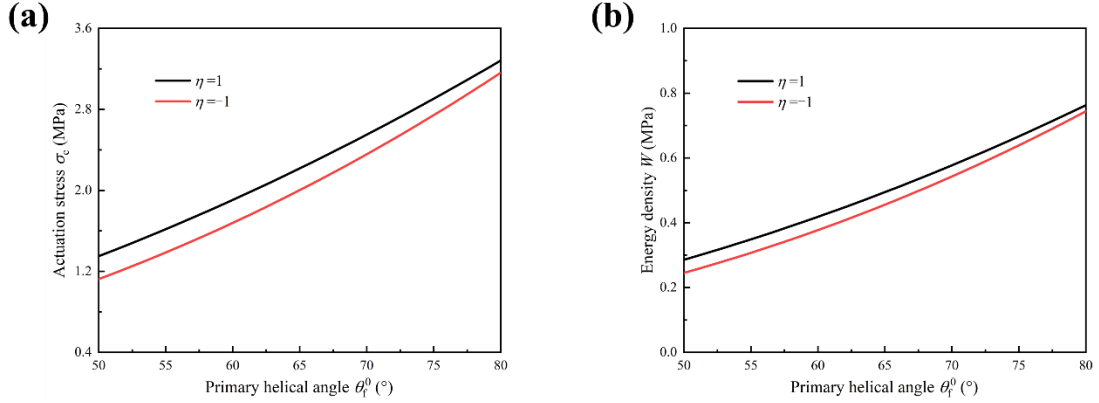 (a)
3.6
2.8
2.0
1.2
0.4
Actuation stress σc (MPa)
η =1
η =−1
50 55 60 65 70 75 80
Primary helical angle θf0 (°)
(b)
1.0
0.8
0.6
0.4
0.2
0.0
Energy density W (MPa)
η =1
η =−1
50 55 60 65 70 75 80
Primary helical angle θf0 (°)